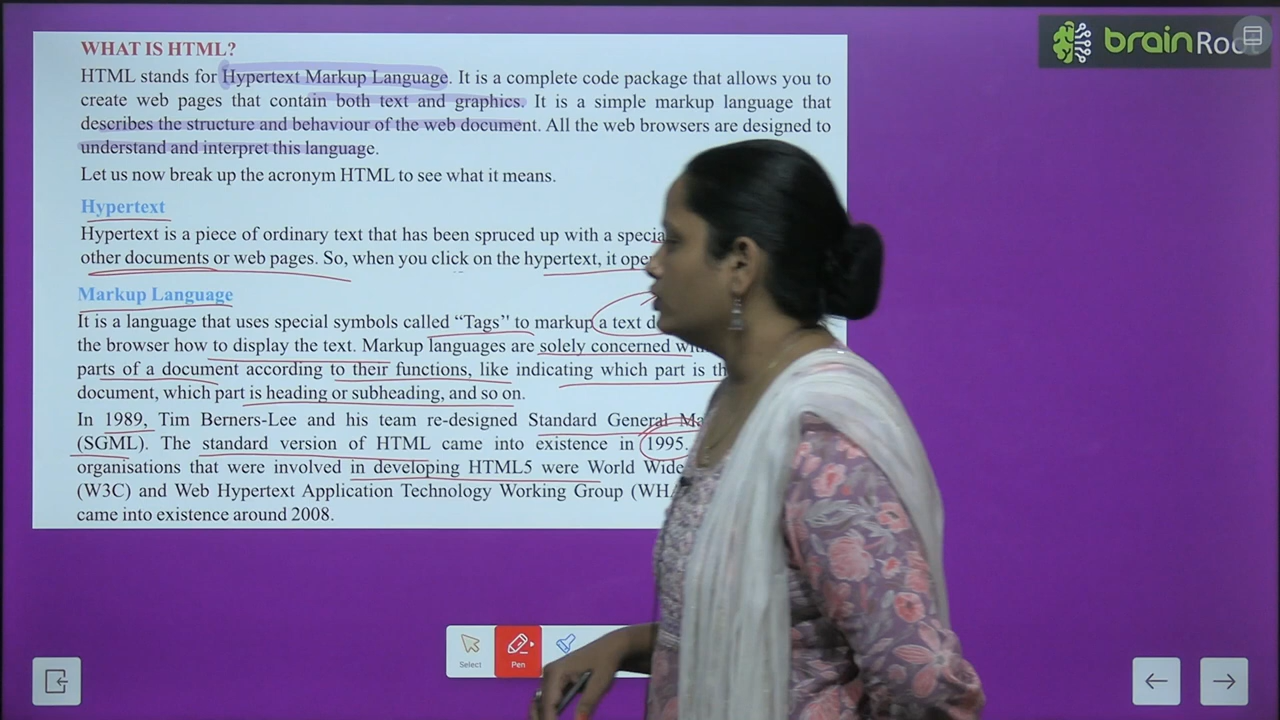 WHAT IS HTML?
HTML stands for Hypertext Markup Language. It is a complete code package that allows you to
create web pages that contain both text and graphics. It is a simple markup language that
describes the structure and behaviour of the web document. All the web browsers are designed to
understand and interpret this language.
Let us now break up the acronym HTML to see what it means.
Hypertext
Hypertext is a piece of ordinary text that has been spruced up with a specia
other documents or web pages. So, when you click on the hypertext, it ope
Markup Language
It is a language that uses special symbols called “Tags” to markup a text d
the browser how to display the text. Markup languages are solely concerned wi
parts of a document according to their functions, like indicating which part is th
document, which part is heading or subheading, and so on.
In 1989, Tim Berners-Lee and his team re-designed Standard General Ma
(SGML). The standard version of HTML came into existence in 1995.
organisations that were involved in developing HTML5 were World Wide
(W3C) and Web Hypertext Application Technology Working Group (WHA
came into existence around 2008.
brainRoo
Select
Pen